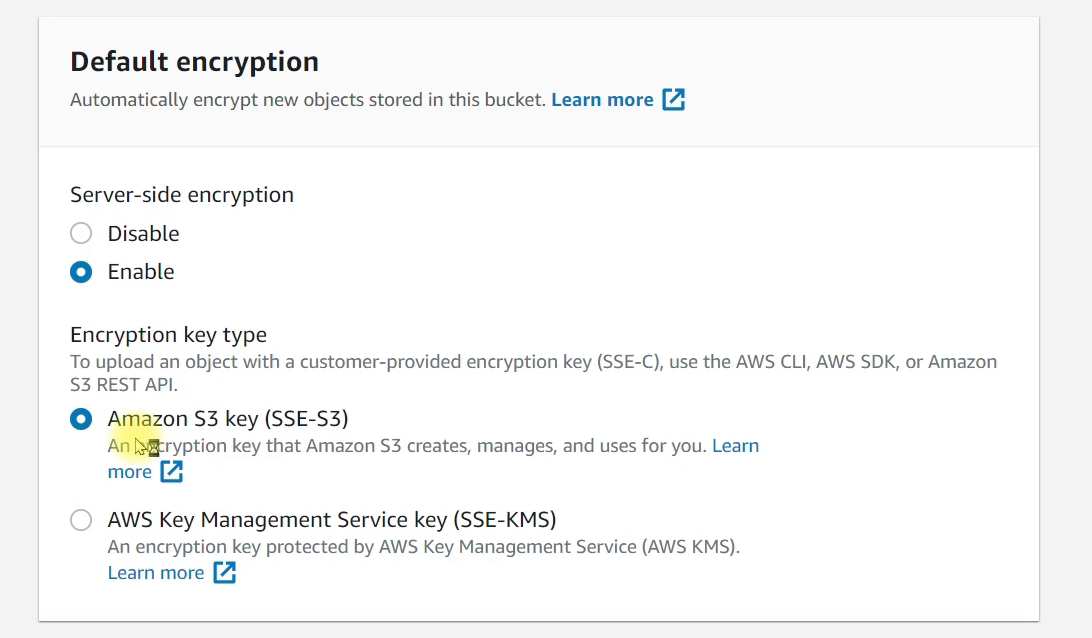 Default encryption
Automatically encrypt new objects stored in this bucket. Learn more
Server-side encryption
Disable
Enable
Encryption key type
To upload an object with a customer-provided encryption key (SSE-C), use the AWS CLI, AWS SDK, or Amazon
S3 REST API.
Amazon S3 key (SSE-S3)
An encryption key that Amazon S3 creates, manages, and uses for you. Learn
more
AWS Key Management Service key (SSE-KMS)
An encryption key protected by AWS Key Management Service (AWS KMS).
Learn more